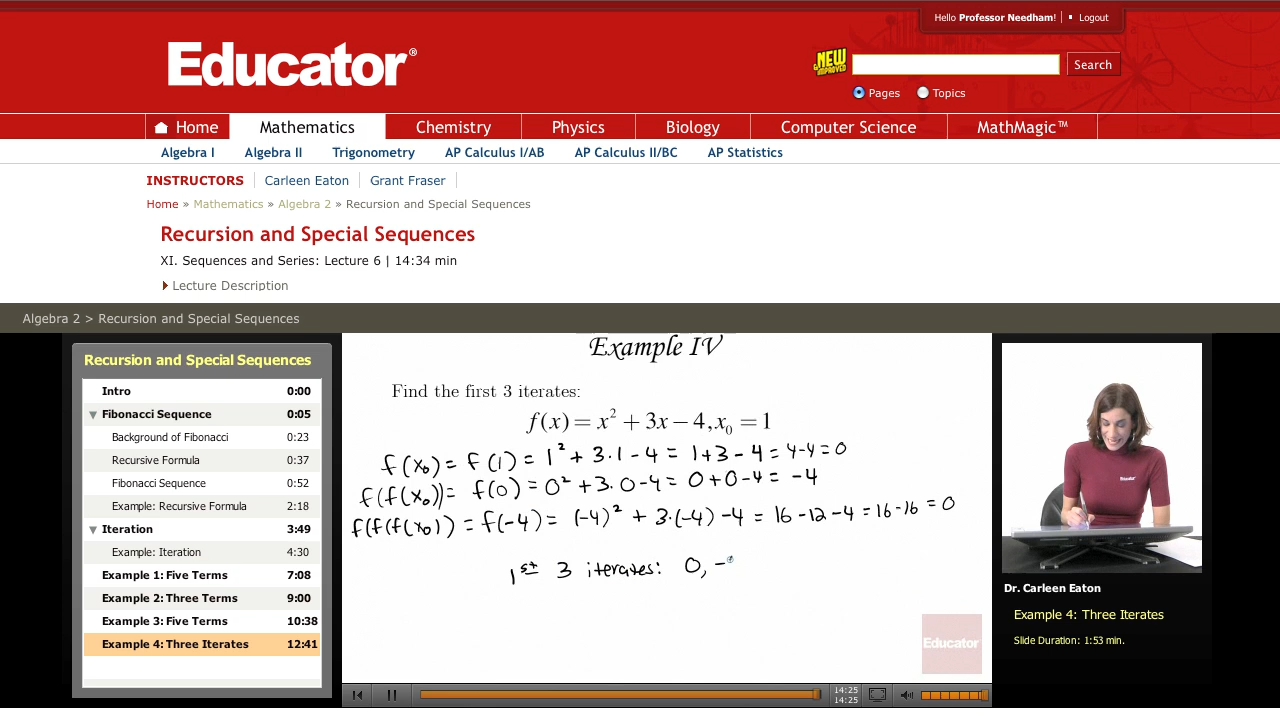 Hello Professor Needham! Logout
Educator®
NEW
& IMPROVED
Search
Pages Topics
Home Mathematics Chemistry Physics Biology Computer Science MathMagic™
Algebra I Algebra II Trigonometry AP Calculus I/AB AP Calculus II/BC AP Statistics
INSTRUCTORS Carleen Eaton Grant Fraser
Home » Mathematics » Algebra 2 » Recursion and Special Sequences
Recursion and Special Sequences
XI. Sequences and Series: Lecture 6 | 14:34 min
Lecture Description
Algebra 2 > Recursion and Special Sequences
Recursion and Special Sequences
Intro 0:00
Fibonacci Sequence 0:05
Background of Fibonacci 0:23
Recursive Formula 0:37
Fibonacci Sequence 0:52
Example: Recursive Formula 2:18
Iteration 3:49
Example: Iteration 4:30
Example 1: Five Terms 7:08
Example 2: Three Terms 9:00
Example 3: Five Terms 10:38
Example 4: Three Iterates 12:41
Example IV
Find the first 3 iterates:
f(x) = x² + 3x − 4, x₀ = 1
f(x₀) = f(1) = 1² + 3·1 − 4 = 1+3−4 = 4−4 = 0
f(f(x₀)) = f(0) = 0² + 3·0−4 = 0+0−4 = −4
f(f(f(x₀)) = f(−4) = (−4)² + 3·(−4) −4 = 16 −12 −4 = 16 −16 = 0
1st 3 iterates: 0, −
Educator
14:25
14:25
Educator
Dr. Carleen Eaton
Example 4: Three Iterates
Slide Duration: 1:53 min.